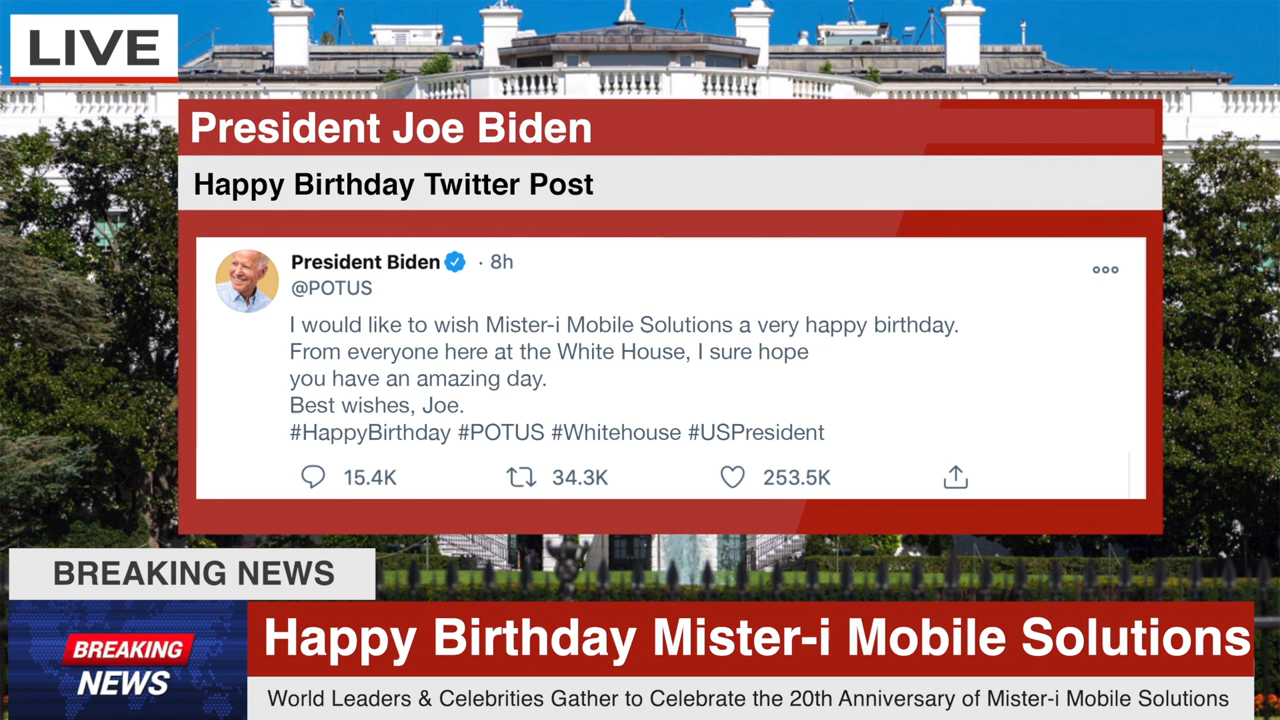 LIVE
President Joe Biden
Happy Birthday Twitter Post
President Biden · 8h
@POTUS
I would like to wish Mister-i Mobile Solutions a very happy birthday.
From everyone here at the White House, I sure hope
you have an amazing day.
Best wishes, Joe.
#HappyBirthday #POTUS #Whitehouse #USPresident
15.4K 34.3K 253.5K
BREAKING NEWS
BREAKING
NEWS
Happy Birthday Mister-i Mobile Solutions
World Leaders & Celebrities Gather to Celebrate the 20th Anniversary of Mister-i Mobile Solutions